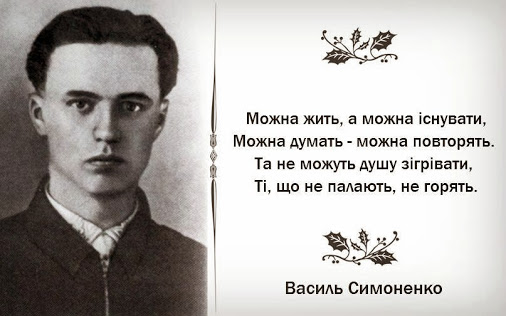 Можна жить, а можна існувати,
Можна думать - можна повторять.
Та не можуть душу зігрівати,
Ті, що не палають, не горять.
Василь Симоненко